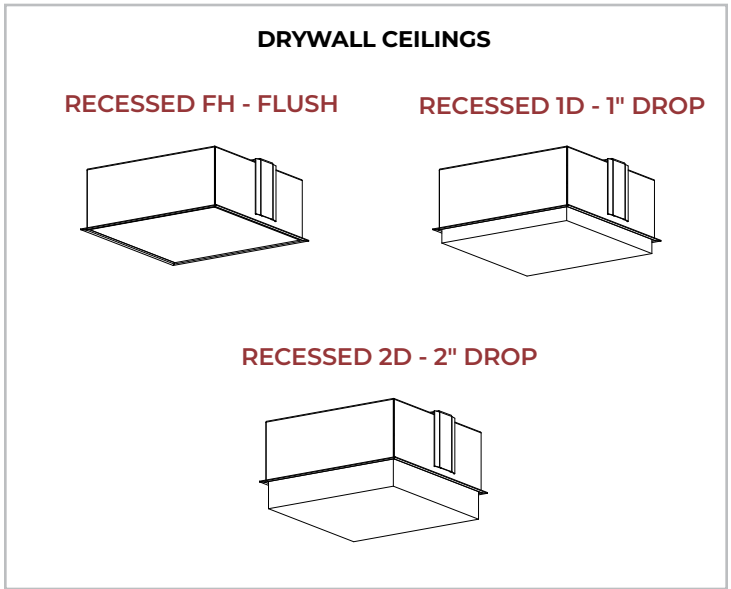 DRYWALL CEILINGS
RECESSED FH - FLUSH
RECESSED 1D - 1" DROP
RECESSED 2D - 2" DROP